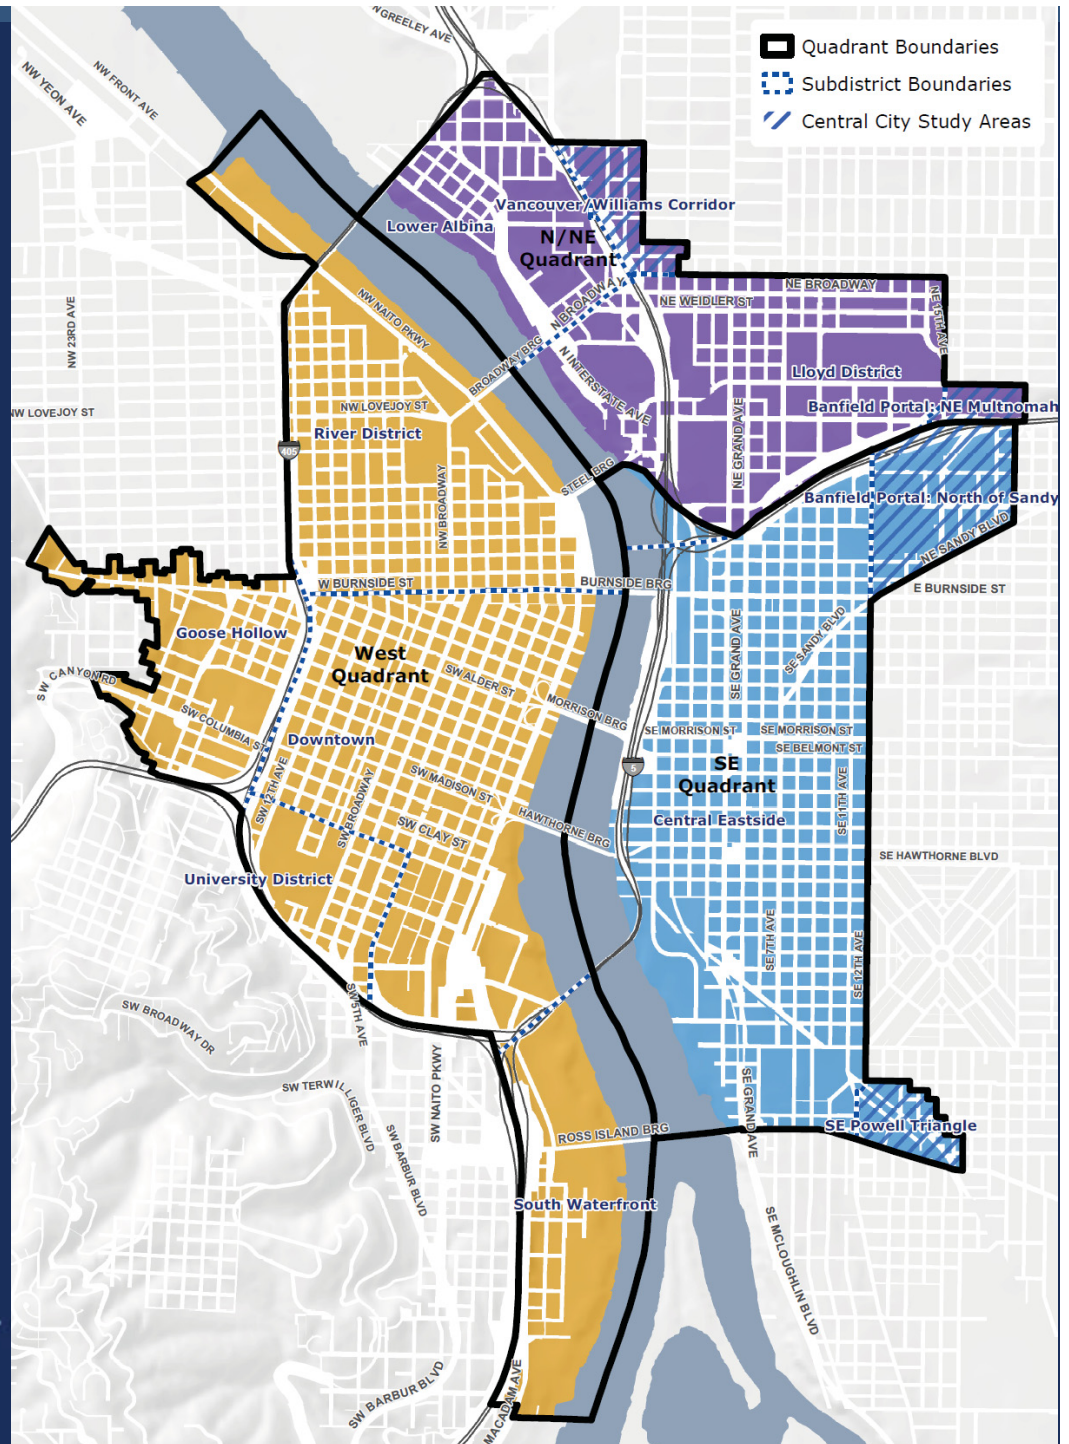 W GREELEY AVE
Quadrant Boundaries
Subdistrict Boundaries
Central City Study Areas
NW YEON AVE
NW FRONT AVE
Vancouver/Williams Corridor
Lower Albina
N/NE
Quadrant
NE BROADWAY
NE WEIDLER ST
NE 15TH AVE
N BROADWAY
NW NAITO PKWY
NW 23RD AVE
BROADWAY BRG
N INTERSTATE AVE
Lloyd District
NW LOVEJOY ST
NW LOVEJOY ST
Banfield Portal: NE Multnomah
River District
NE GRAND AVE
405
STEEL BRG
NW BROADWAY
Banfield Portal: North of Sandy
NE SANDY BLVD
W BURNSIDE ST
BURNSIDE BRG
E BURNSIDE ST
Goose Hollow
SE GRAND AVE
SE SANDY BLVD
West
Quadrant
SW CANYON RD
SW ALDER ST
SW COLUMBIA ST
MORRISON BRG
SE MORRISON ST
SE MORRISON ST
Downtown
SE BELMONT ST
5
SE
Quadrant
SW 12TH AVE
SW BROADWAY
SW MADISON ST
SE 11TH AVE
HAWTHORNE BRG
SW CLAY ST
Central Eastside
SE HAWTHORNE BLVD
University District
SE 7TH AVE
SE 12TH AVE
SW BROADWAY DR
SW 5TH AVE
SW TERWILLIGER BLVD
SW NAITO PKWY
SW BARBUR BLVD
SE GRAND AVE
ROSS ISLAND BRG
SE Powell Triangle
South Waterfront
SE MCLOUGHLIN BLVD
SW BARBUR BLVD
MACADAM AVE